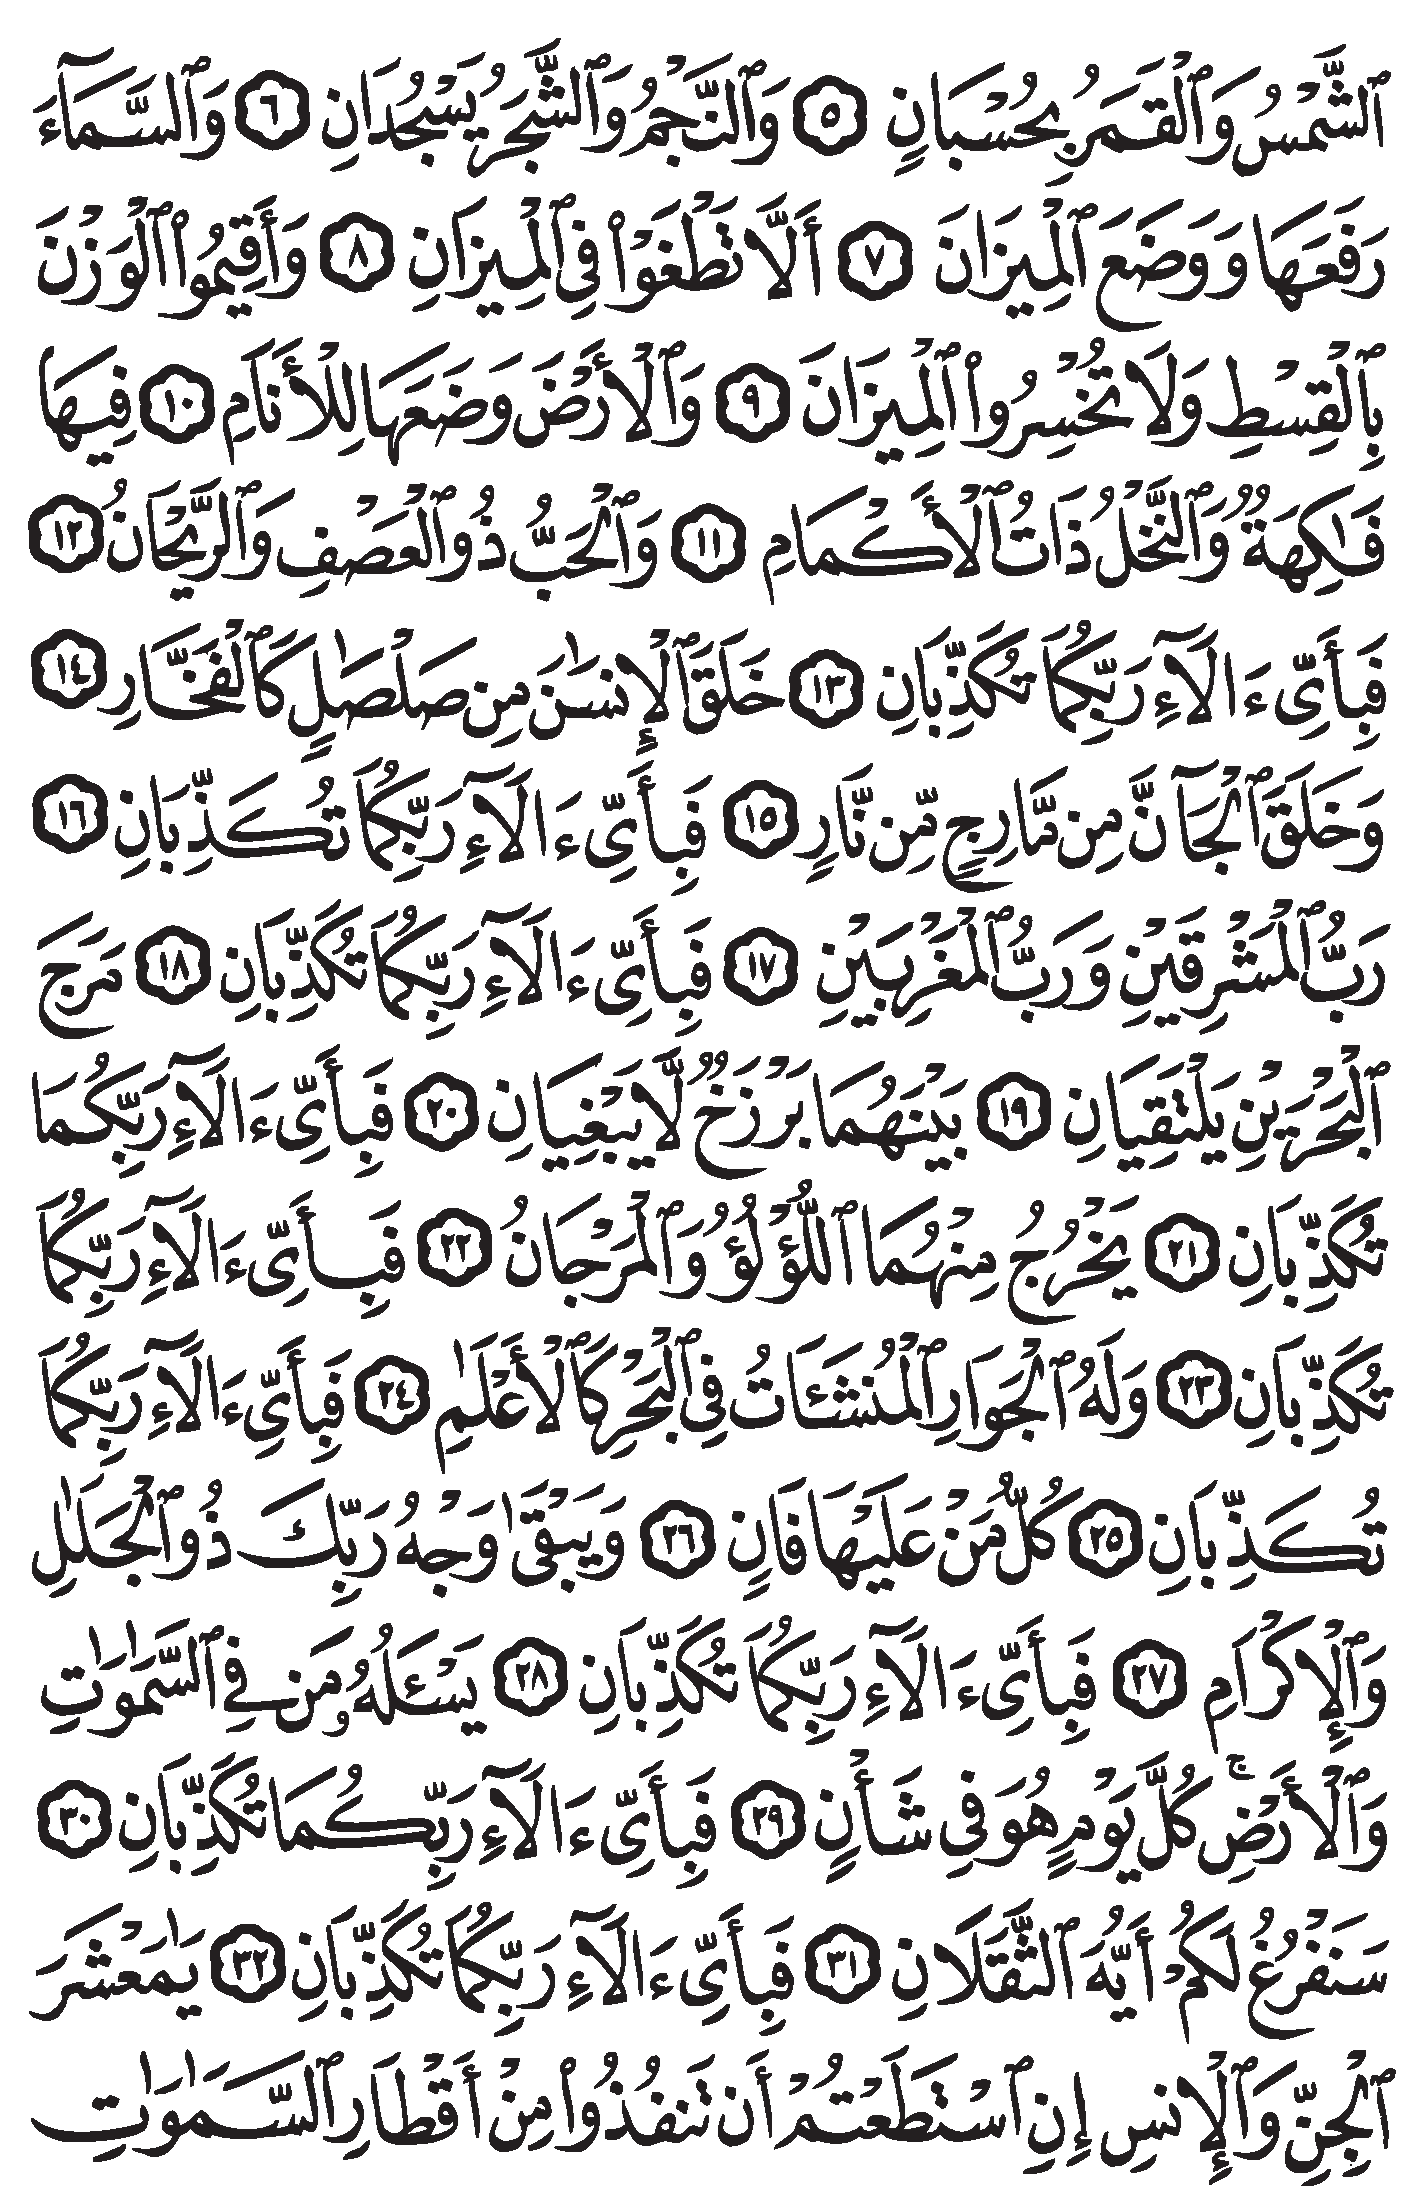 ٱلشَّمْسُ وَٱلْقَمَرُ بِحُسْبَانٍ ٥ وَٱلنَّجْمُ وَٱلشَّجَرُ يَسْجُدَانِ ٦ وَٱلسَّمَآءَ
رَفَعَهَا وَوَضَعَ ٱلْمِيزَانَ ٧ أَلَّا تَطْغَوْا۟ فِى ٱلْمِيزَانِ ٨ وَأَقِيمُوا۟ ٱلْوَزْنَ
بِٱلْقِسْطِ وَلَا تُخْسِرُوا۟ ٱلْمِيزَانَ ٩ وَٱلْأَرْضَ وَضَعَهَا لِلْأَنَامِ ١٠ فِيهَا
فَٰكِهَةٌ وَٱلنَّخْلُ ذَاتُ ٱلْأَكْمَامِ ١١ وَٱلْحَبُّ ذُو ٱلْعَصْفِ وَٱلرَّيْحَانُ ١٢
فَبِأَىِّ ءَالَآءِ رَبِّكُمَا تُكَذِّبَانِ ١٣ خَلَقَ ٱلْإِنسَٰنَ مِن صَلْصَٰلٍ كَٱلْفَخَّارِ ١٤
وَخَلَقَ ٱلْجَآنَّ مِن مَّارِجٍ مِّن نَّارٍ ١٥ فَبِأَىِّ ءَالَآءِ رَبِّكُمَا تُكَذِّبَانِ ١٦
رَبُّ ٱلْمَشْرِقَيْنِ وَرَبُّ ٱلْمَغْرِبَيْنِ ١٧ فَبِأَىِّ ءَالَآءِ رَبِّكُمَا تُكَذِّبَانِ ١٨ مَرَجَ
ٱلْبَحْرَيْنِ يَلْتَقِيَانِ ١٩ بَيْنَهُمَا بَرْزَخٌ لَّا يَبْغِيَانِ ٢٠ فَبِأَىِّ ءَالَآءِ رَبِّكُمَا
تُكَذِّبَانِ ٢١ يَخْرُجُ مِنْهُمَا ٱللُّؤْلُؤُ وَٱلْمَرْجَانُ ٢٢ فَبِأَىِّ ءَالَآءِ رَبِّكُمَا
تُكَذِّبَانِ ٢٣ وَلَهُ ٱلْجَوَارِ ٱلْمُنشَـَٔاتُ فِى ٱلْبَحْرِ كَٱلْأَعْلَٰمِ ٢٤ فَبِأَىِّ ءَالَآءِ رَبِّكُمَا
تُكَذِّبَانِ ٢٥ كُلُّ مَنْ عَلَيْهَا فَانٍ ٢٦ وَيَبْقَىٰ وَجْهُ رَبِّكَ ذُو ٱلْجَلَٰلِ
وَٱلْإِكْرَامِ ٢٧ فَبِأَىِّ ءَالَآءِ رَبِّكُمَا تُكَذِّبَانِ ٢٨ يَسْـَٔلُهُۥ مَن فِى ٱلسَّمَٰوَٰتِ
وَٱلْأَرْضِ ۚ كُلَّ يَوْمٍ هُوَ فِى شَأْنٍ ٢٩ فَبِأَىِّ ءَالَآءِ رَبِّكُمَا تُكَذِّبَانِ ٣٠
سَنَفْرُغُ لَكُمْ أَيُّهَ ٱلثَّقَلَانِ ٣١ فَبِأَىِّ ءَالَآءِ رَبِّكُمَا تُكَذِّبَانِ ٣٢ يَٰمَعْشَرَ
ٱلْجِنِّ وَٱلْإِنسِ إِنِ ٱسْتَطَعْتُمْ أَن تَنفُذُوا۟ مِنْ أَقْطَارِ ٱلسَّمَٰوَٰتِ